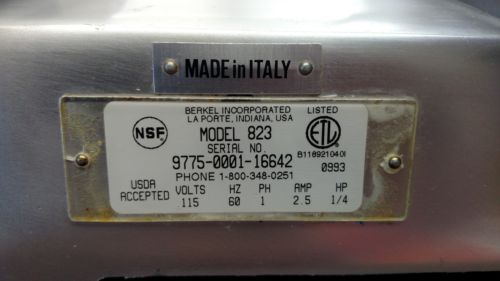 MADE in ITALY
BERKEL INCORPORATED
LA PORTE, INDIANA, USA
LISTED
NSF
MODEL 823
ETL
SERIAL NO.
B118921040I
9775-0001-16642
0993
PHONE 1-800-348-0251
USDA ACCEPTED
VOLTS HZ PH AMP HP
115 60 1 2.5 1/4